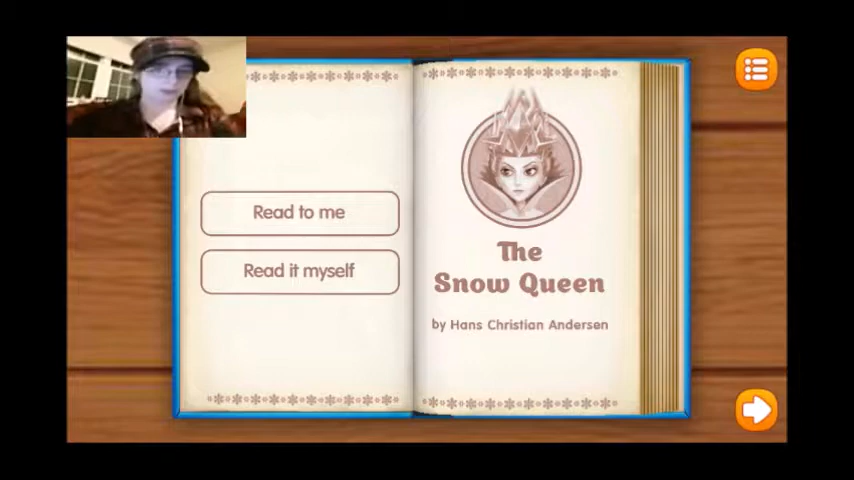 Read to me
Read it myself
The
Snow Queen
by Hans Christian Andersen